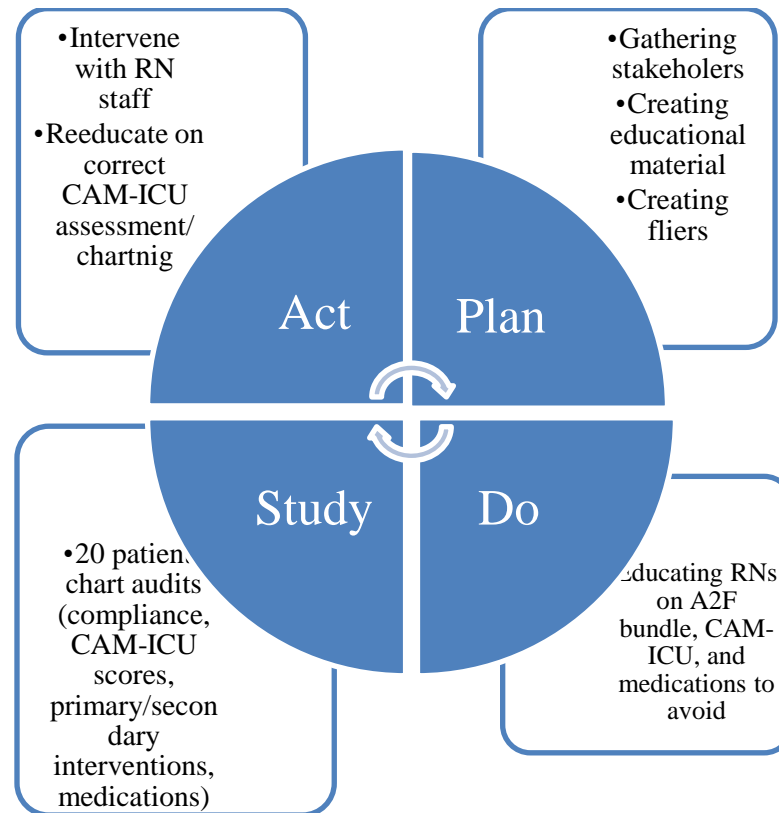 •Intervene
with RN
staff
•Reeducate on
correct
CAM-ICU
assessment/
chartnig
•Gathering
stakeholers
•Creating
educational
material
•Creating
fliers
Act
Plan
Study
Do
•20 patient
chart audits
(compliance,
CAM-ICU
scores,
primary/secon
dary
interventions,
medications)
Educating RNs
on A2F
bundle, CAM-
ICU, and
medications to
avoid